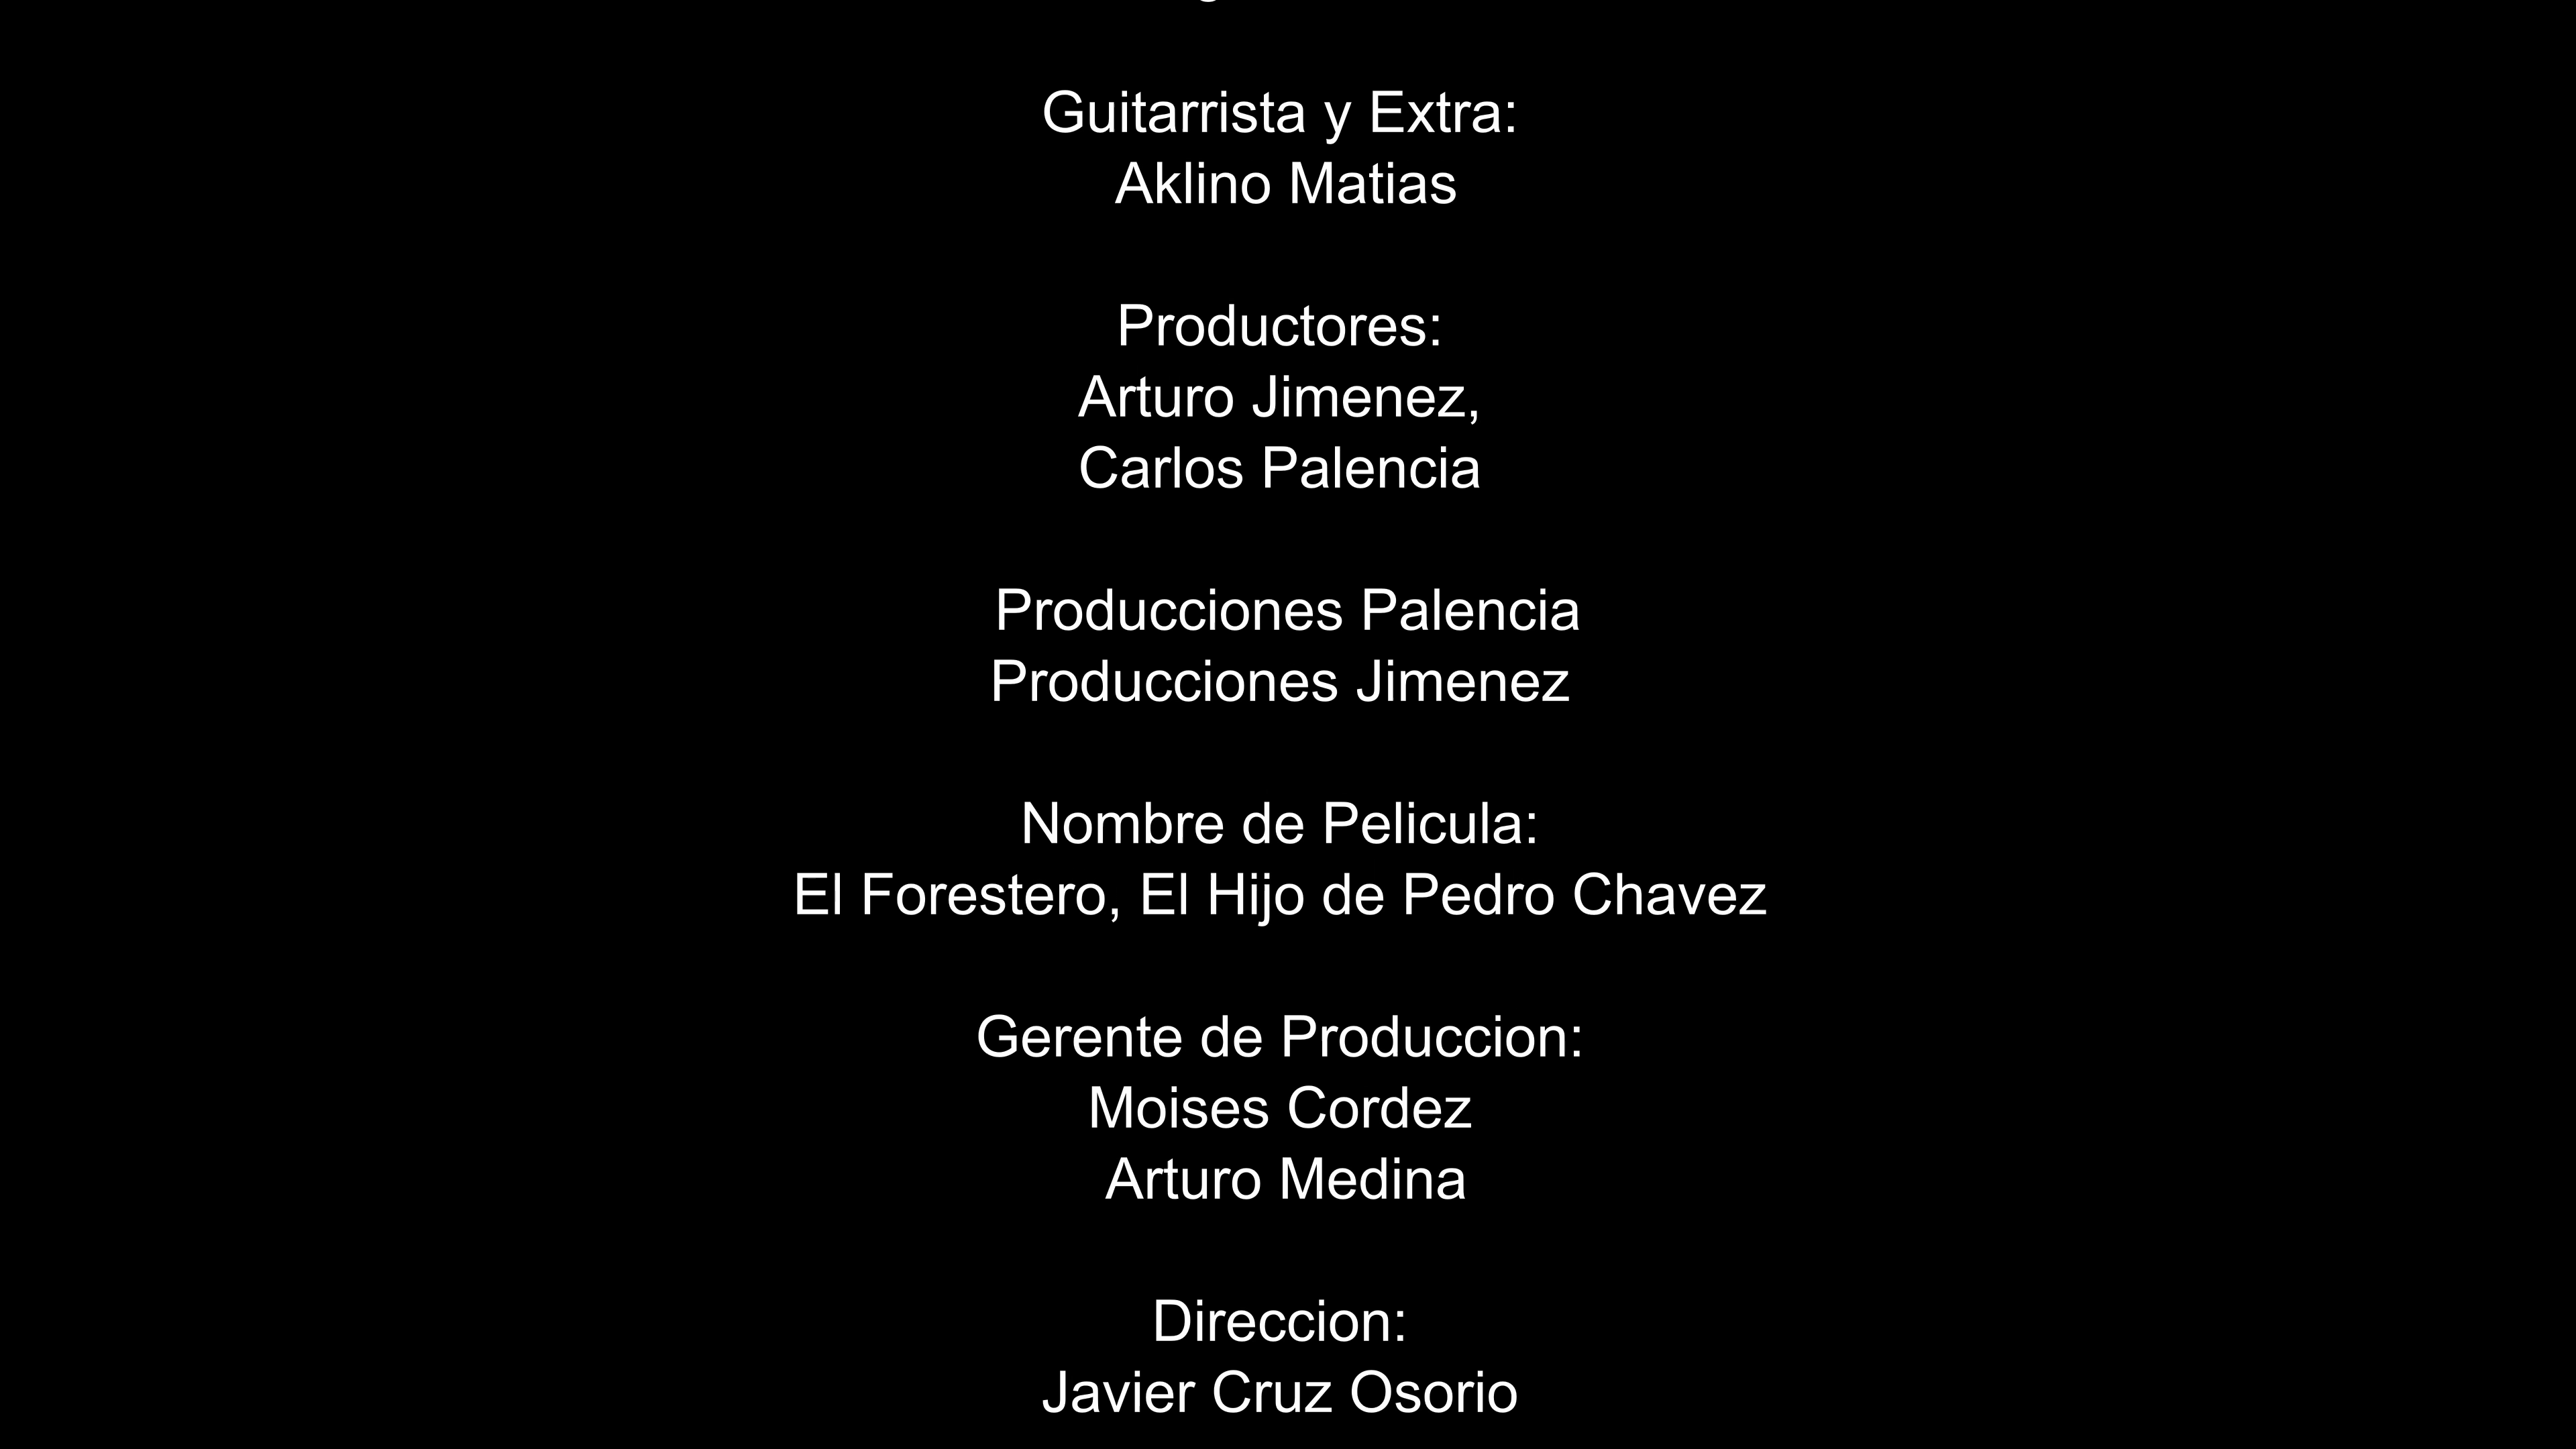 Guitarrista y Extra:
Aklino Matias
Productores:
Arturo Jimenez,
Carlos Palencia
Producciones Palencia
Producciones Jimenez
Nombre de Pelicula:
El Forestero, El Hijo de Pedro Chavez
Gerente de Produccion:
Moises Cordez
Arturo Medina
Direccion:
Javier Cruz Osorio